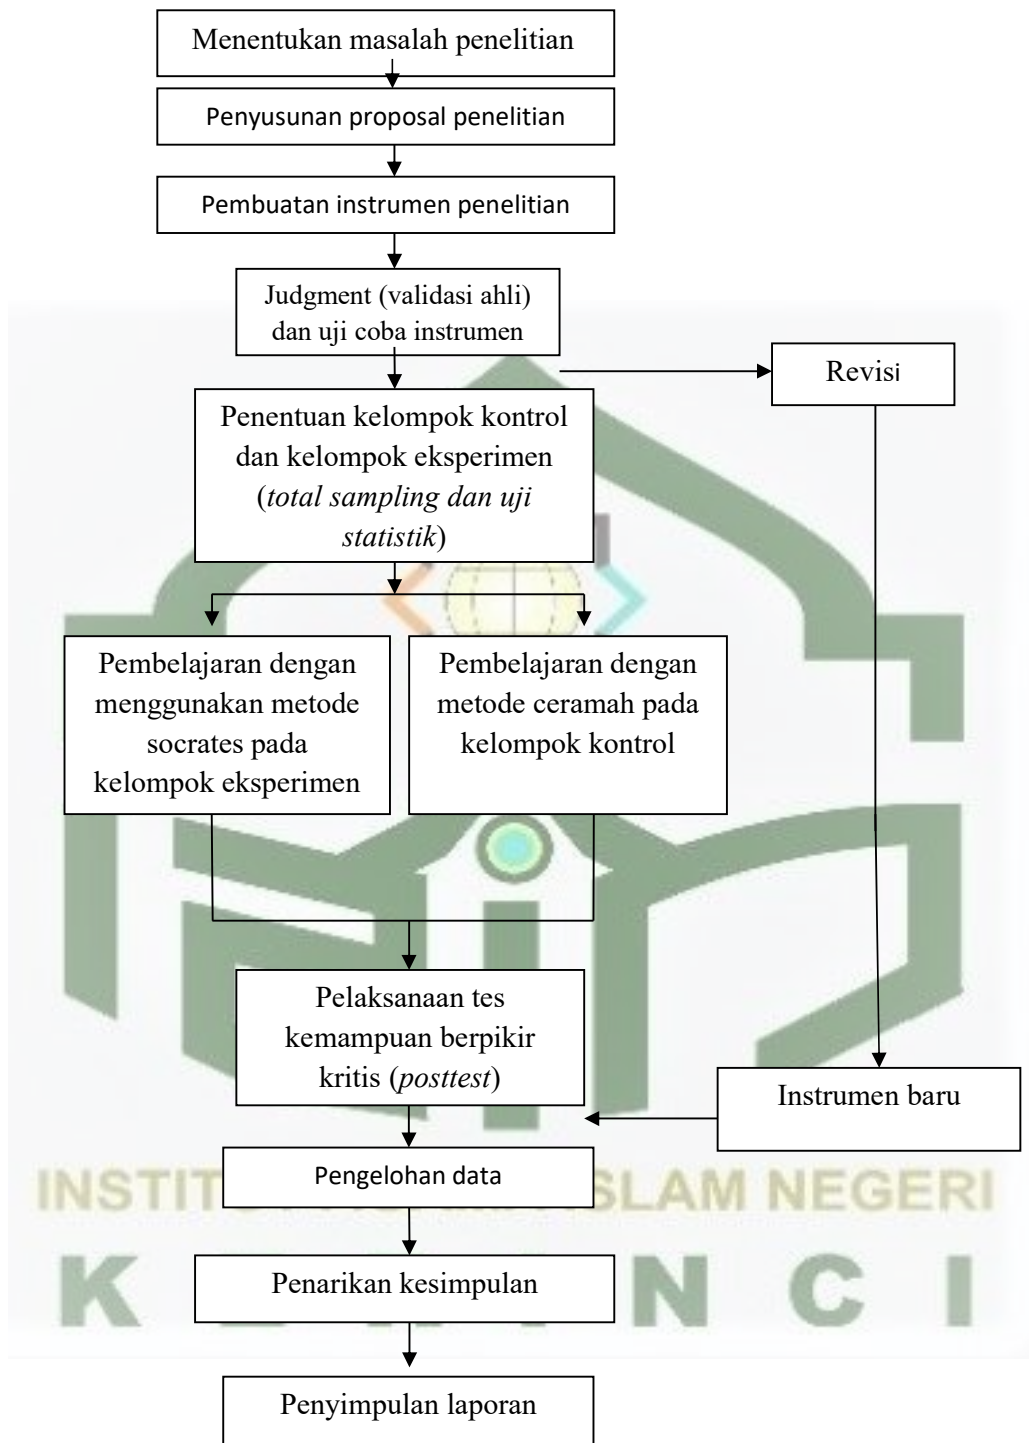 Menentukan masalah penelitian
Penyusunan proposal penelitian
Pembuatan instrumen penelitian
Judgment (validasi ahli)
dan uji coba instrumen
Revisi
Penentuan kelompok kontrol
dan kelompok eksperimen
(total sampling dan uji
statistik)
Pembelajaran dengan
menggunakan metode
socrates pada
kelompok eksperimen
Pembelajaran dengan
metode ceramah pada
kelompok kontrol
Pelaksanaan tes
kemampuan berpikir
kritis (posttest)
Instrumen baru
Pengelohan data
INSTIT SLAM NEGERI
Penarikan kesimpulan
K N C I
Penyimpulan laporan